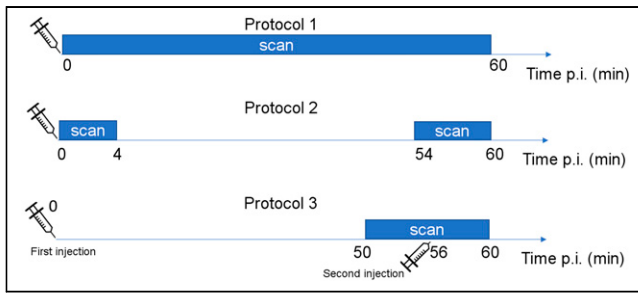 Protocol 1
scan
0 60
Time p.i. (min)
Protocol 2
scan scan
0 4 54 60
Time p.i. (min)
0
Protocol 3
scan
50 56 60
Time p.i. (min)
First injection
Second injection